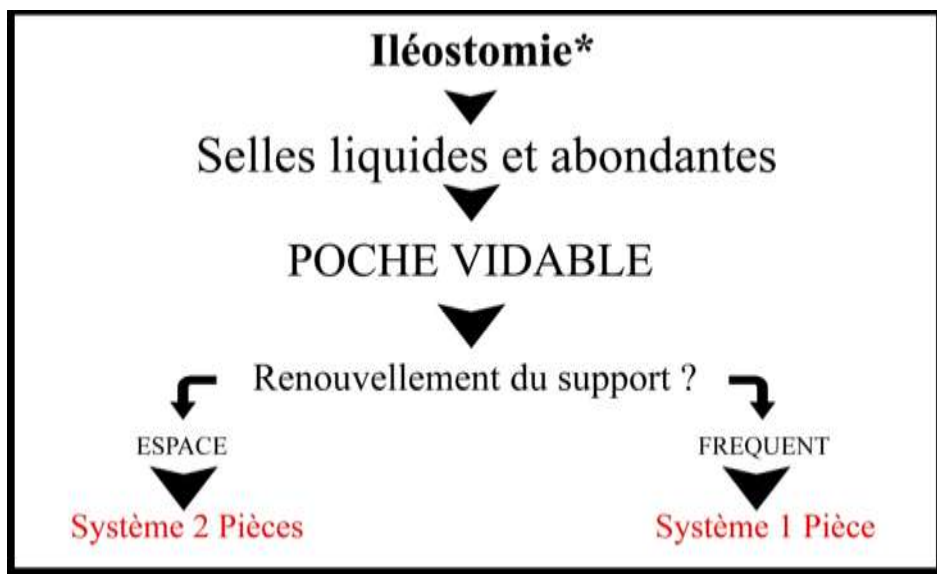 Iléostomie*
Selles liquides et abondantes
POCHE VIDABLE
Renouvellement du support ?
ESPACE
FREQUENT
Système 2 Pièces
Système 1 Pièce